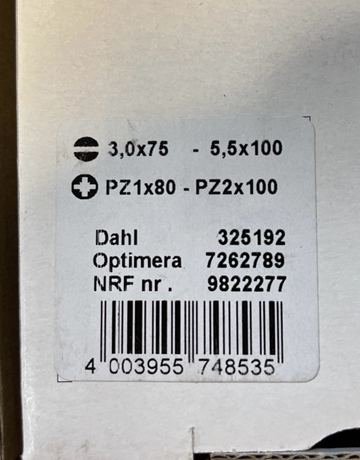 3,0x75 - 5,5x100
PZ1x80 - PZ2x100
Dahl 325192
Optimera 7262789
NRF nr. 9822277
4 003955 748535